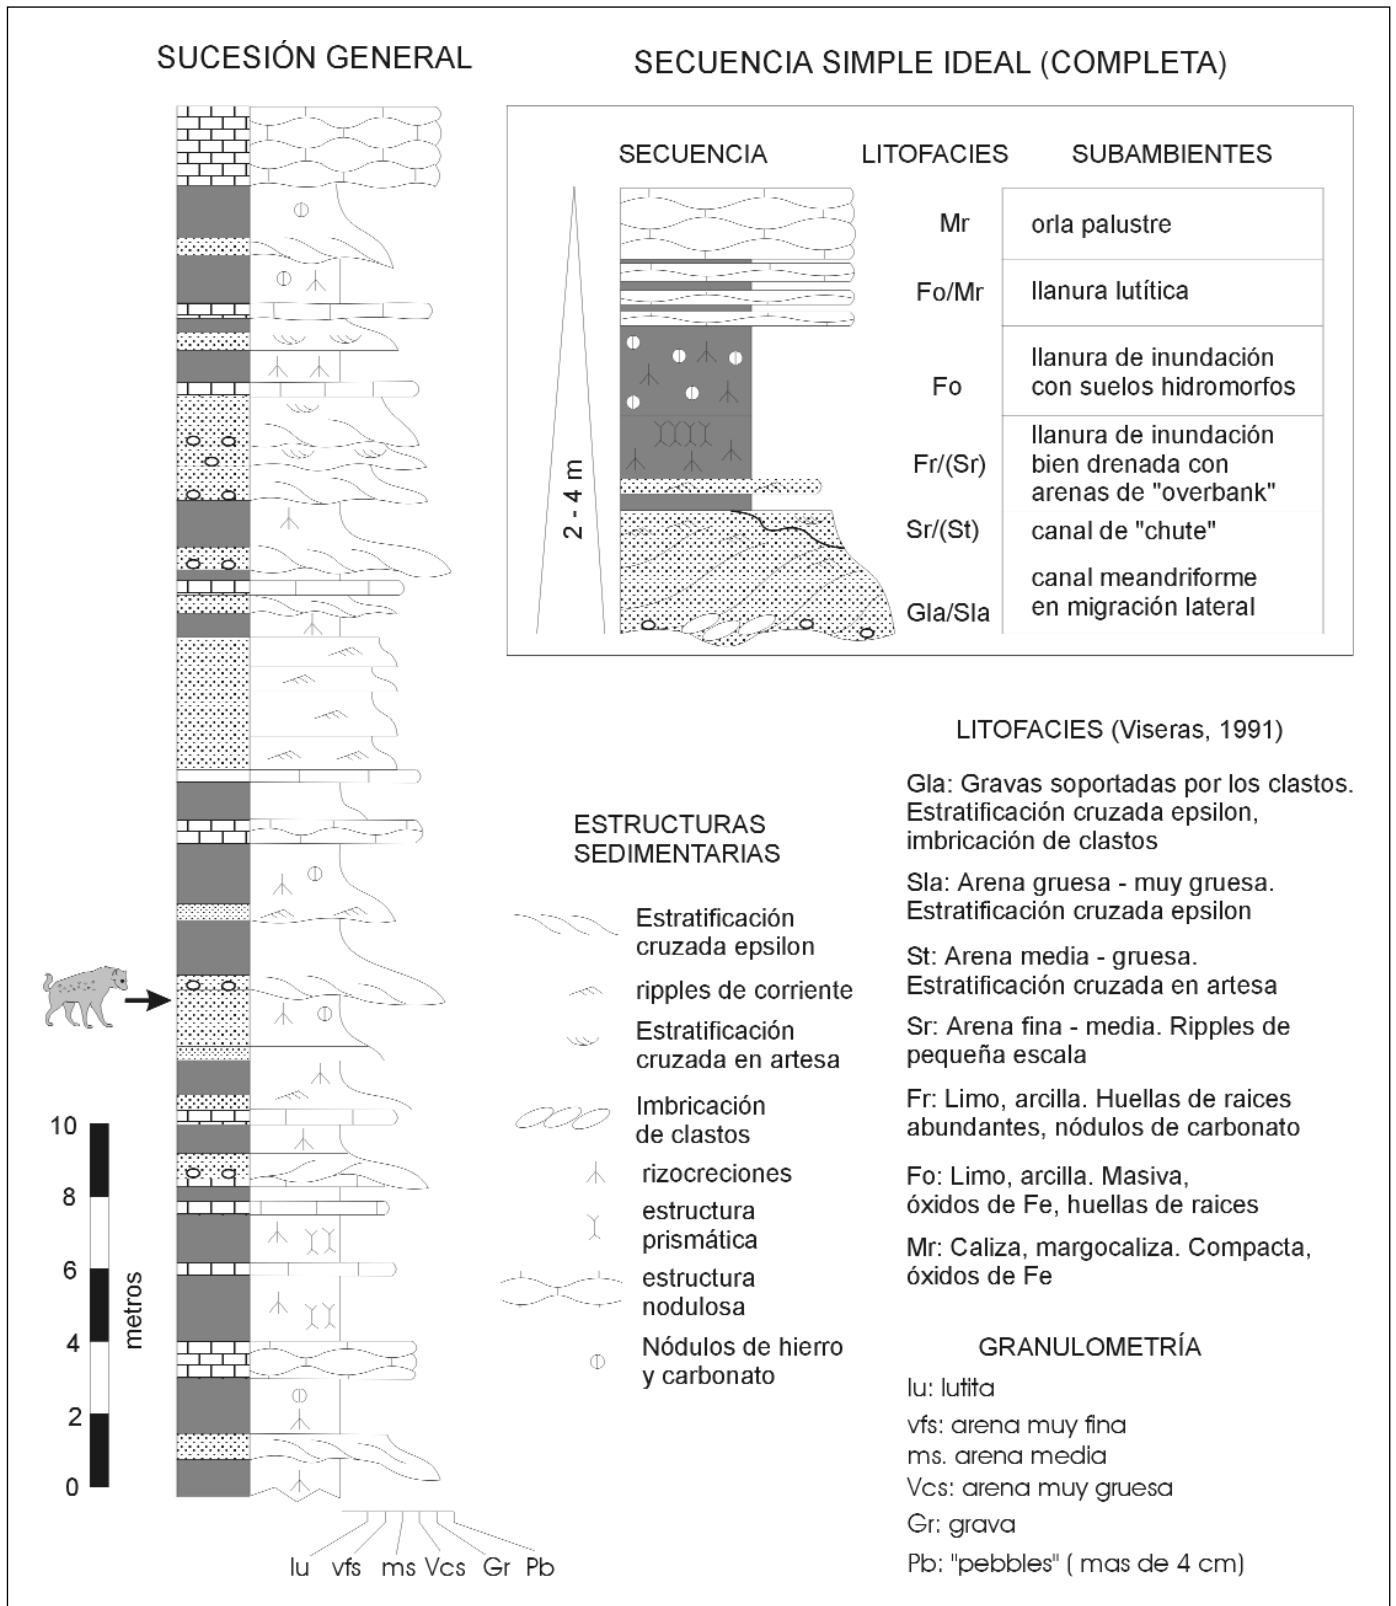 SUCESIÓN GENERAL
SECUENCIA SIMPLE IDEAL (COMPLETA)
SECUENCIA
LITOFACIES
SUBAMBIENTES
2 - 4 m
Mr
orla palustre
Fo/Mr
llanura lutítica
Fo
llanura de inundación
con suelos hidromorfos
Fr/(Sr)
llanura de inundación
bien drenada con
arenas de "overbank"
Sr/(St)
canal de "chute"
Gla/Sla
canal meandriforme
en migración lateral
10
8
6
4
2
0
metros
lu vfs ms Vcs Gr Pb
ESTRUCTURAS
SEDIMENTARIAS
Estratificación
cruzada epsilon
ripples de corriente
Estratificación
cruzada en artesa
Imbricación
de clastos
rizocreciones
estructura
prismática
estructura
nodulosa
Nódulos de hierro
y carbonato
LITOFACIES (Viseras, 1991)
Gla: Gravas soportadas por los clastos.
Estratificación cruzada epsilon,
imbricación de clastos
Sla: Arena gruesa - muy gruesa.
Estratificación cruzada epsilon
St: Arena media - gruesa.
Estratificación cruzada en artesa
Sr: Arena fina - media. Ripples de
pequeña escala
Fr: Limo, arcilla. Huellas de raices
abundantes, nódulos de carbonato
Fo: Limo, arcilla. Masiva,
óxidos de Fe, huellas de raices
Mr: Caliza, margocaliza. Compacta,
óxidos de Fe
GRANULOMETRÍA
lu: lutita
vfs: arena muy fina
ms. arena media
Vcs: arena muy gruesa
Gr: grava
Pb: "pebbles" ( mas de 4 cm)